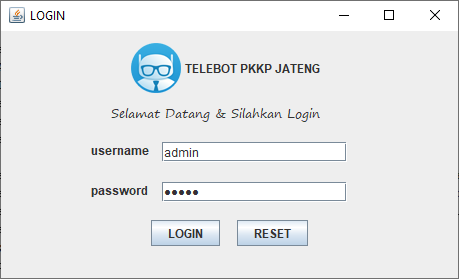 LOGIN
TELEBOT PKKP JATENG
Selamat Datang & Silahkan Login
username admin
password •••••
LOGIN RESET